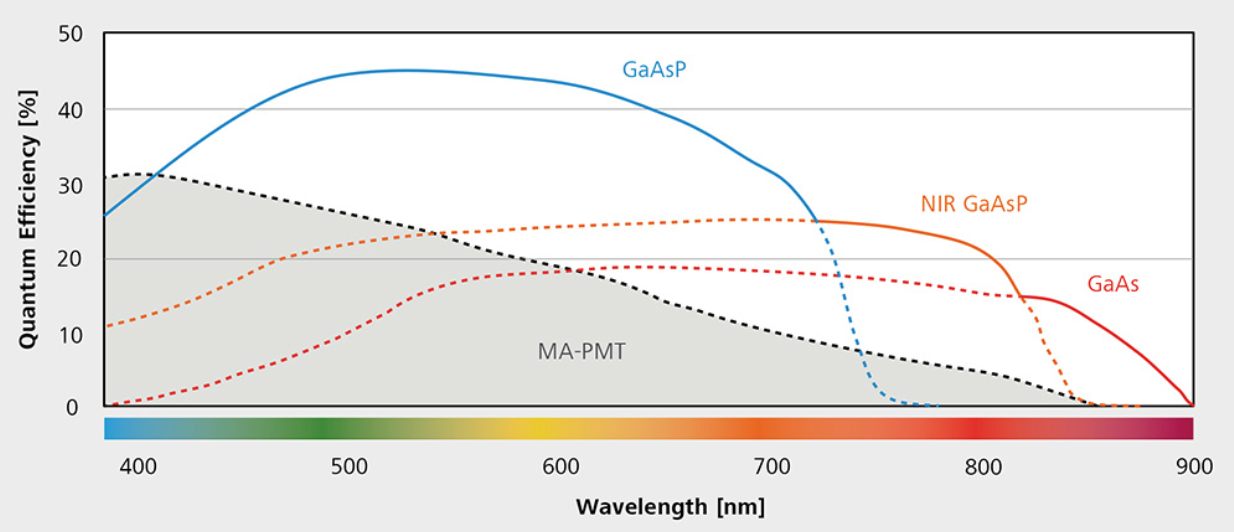 Quantum Efficiency [%]
50
40
30
20
10
0
GaAsP
NIR GaAsP
GaAs
MA-PMT
400 500 600 700 800 900
Wavelength [nm]